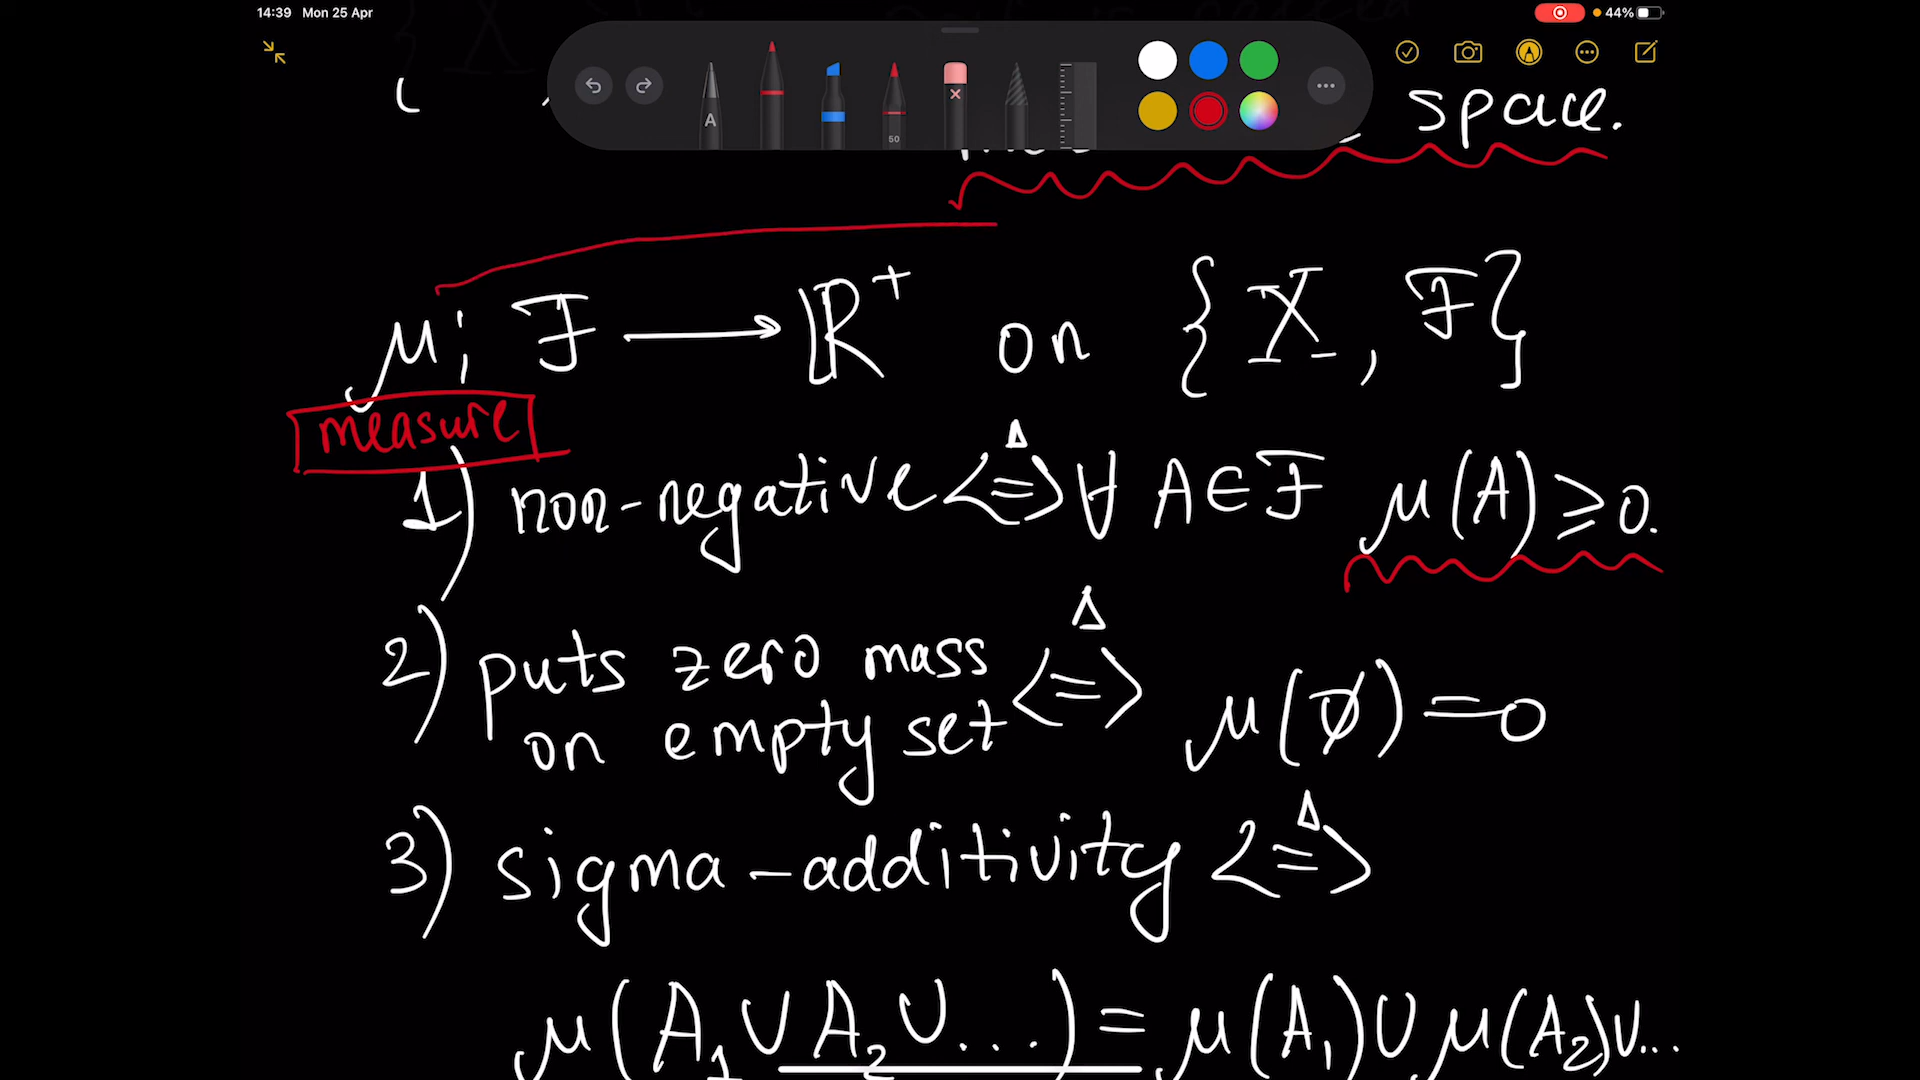 14:39 Mon 25 Apr
44%
A
50
space.
μ: ℱ ⟶ ℝ⁺ on {X, ℱ}
measure
1) non-negative <=> ∀ A ∈ ℱ μ(A) ⩾ 0.
Δ
2) puts zero mass
on empty set <=> μ(∅) = 0
Δ
3) sigma-additivity <=>
Δ
μ(A₁ ∪ A₂ ∪ ...) = μ(A₁) ∪ μ(A₂) ∪ ...